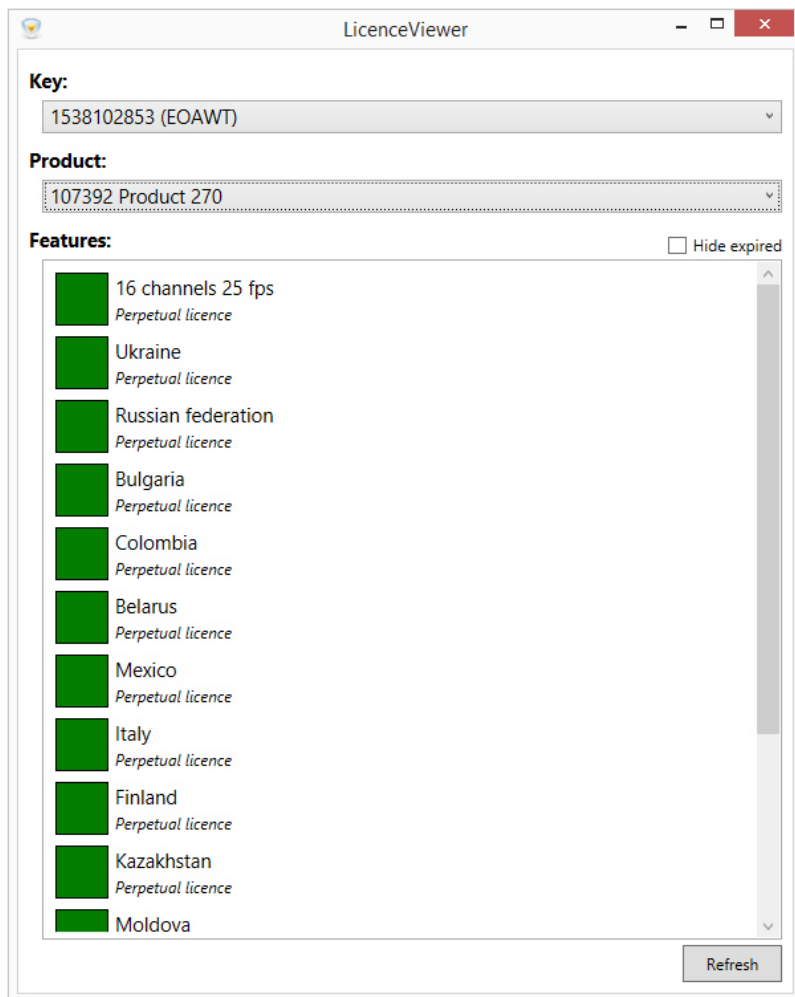 LicenceViewer
Key:
1538102853 (EOAWT)
Product:
107392 Product 270
Features:
Hide expired
16 channels 25 fps
Perpetual licence
Ukraine
Perpetual licence
Russian federation
Perpetual licence
Bulgaria
Perpetual licence
Colombia
Perpetual licence
Belarus
Perpetual licence
Mexico
Perpetual licence
Italy
Perpetual licence
Finland
Perpetual licence
Kazakhstan
Perpetual licence
Moldova
Refresh